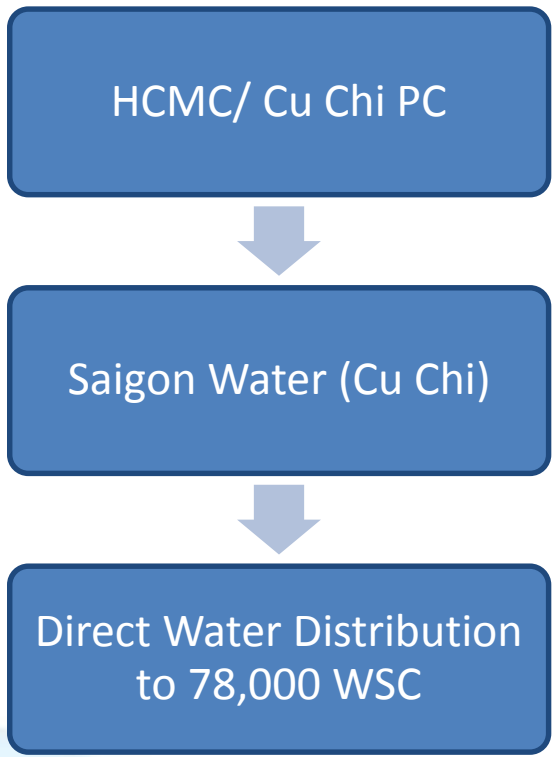 HCMC/ Cu Chi PC
Saigon Water (Cu Chi)
Direct Water Distribution
to 78,000 WSC